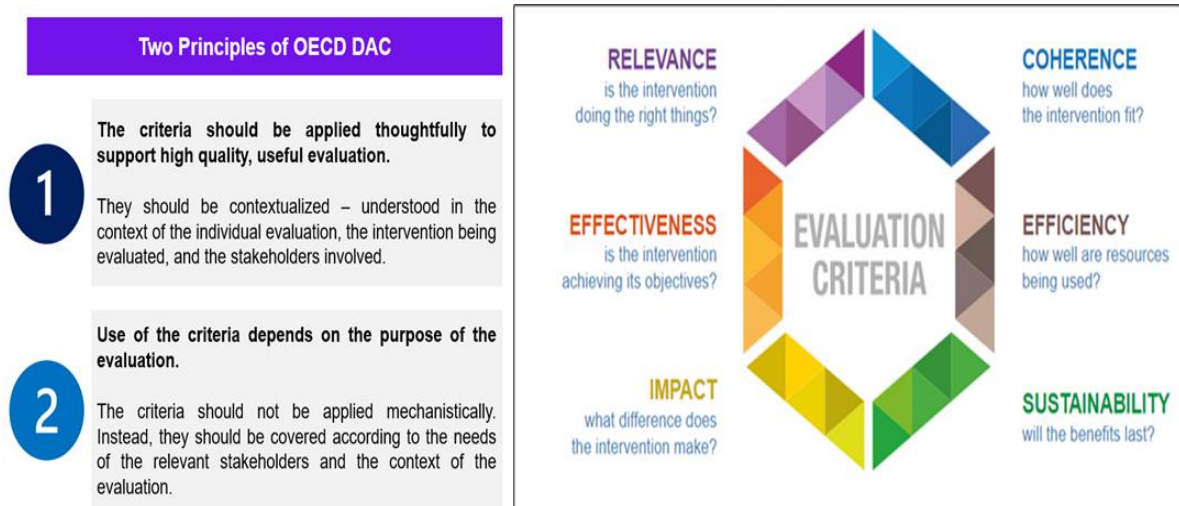 Two Principles of OECD DAC
1
The criteria should be applied thoughtfully to
support high quality, useful evaluation.
They should be contextualized – understood in the
context of the individual evaluation, the intervention being
evaluated, and the stakeholders involved.
2
Use of the criteria depends on the purpose of the
evaluation.
The criteria should not be applied mechanistically.
Instead, they should be covered according to the needs
of the relevant stakeholders and the context of the
evaluation.
RELEVANCE
is the intervention
doing the right things?
COHERENCE
how well does
the intervention fit?
EFFECTIVENESS
is the intervention
achieving its objectives?
EVALUATION
CRITERIA
EFFICIENCY
how well are resources
being used?
IMPACT
what difference does
the intervention make?
SUSTAINABILITY
will the benefits last?